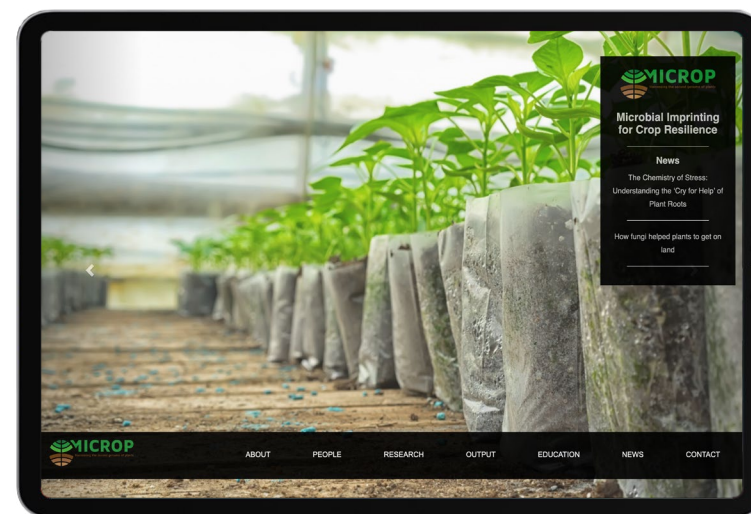 MICROP
Microbial Imprinting
for Crop Resilience
News
The Chemistry of Stress:
Understanding the 'Cry for Help' of
Plant Roots
How fungi helped plants to get on
land
MICROP
ABOUT PEOPLE RESEARCH OUTPUT EDUCATION NEWS CONTACT